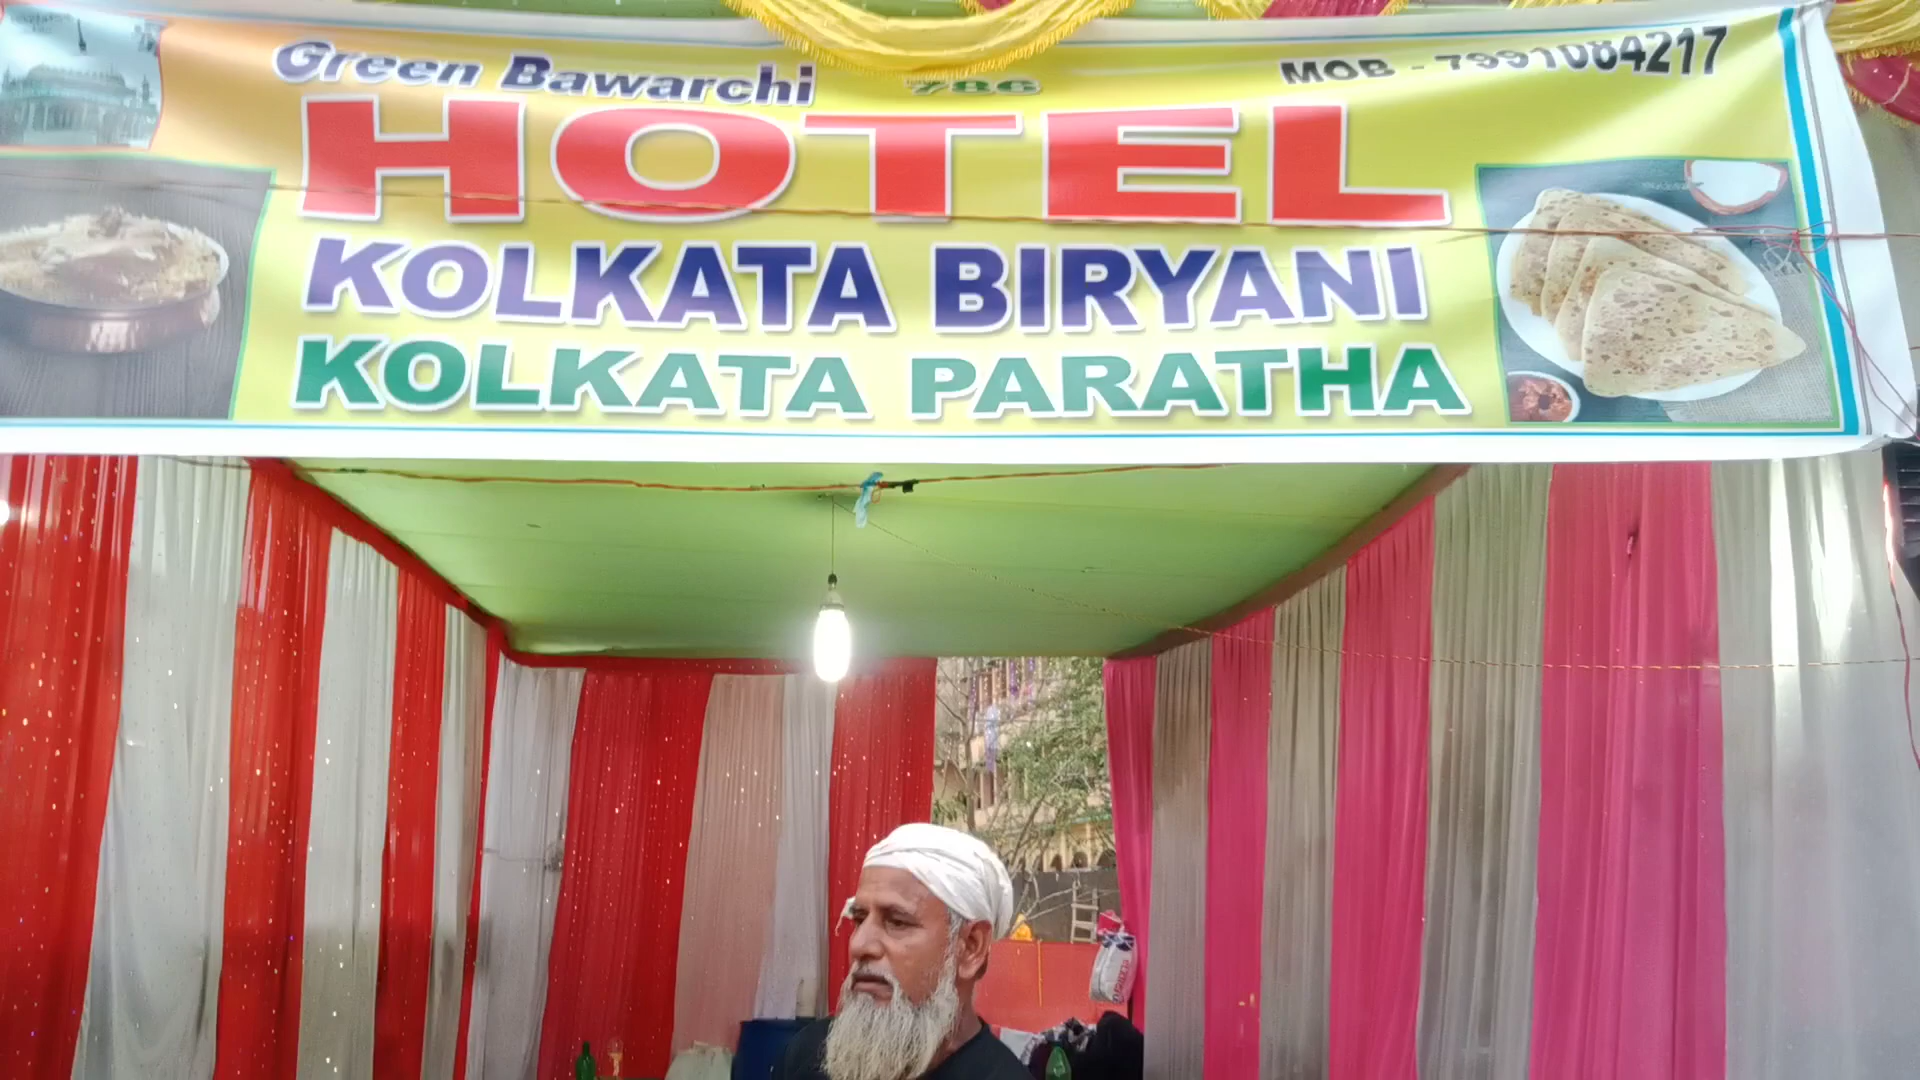 Green Bawarchi
786
MOB - 7991084217
HOTEL
KOLKATA BIRYANI
KOLKATA PARATHA